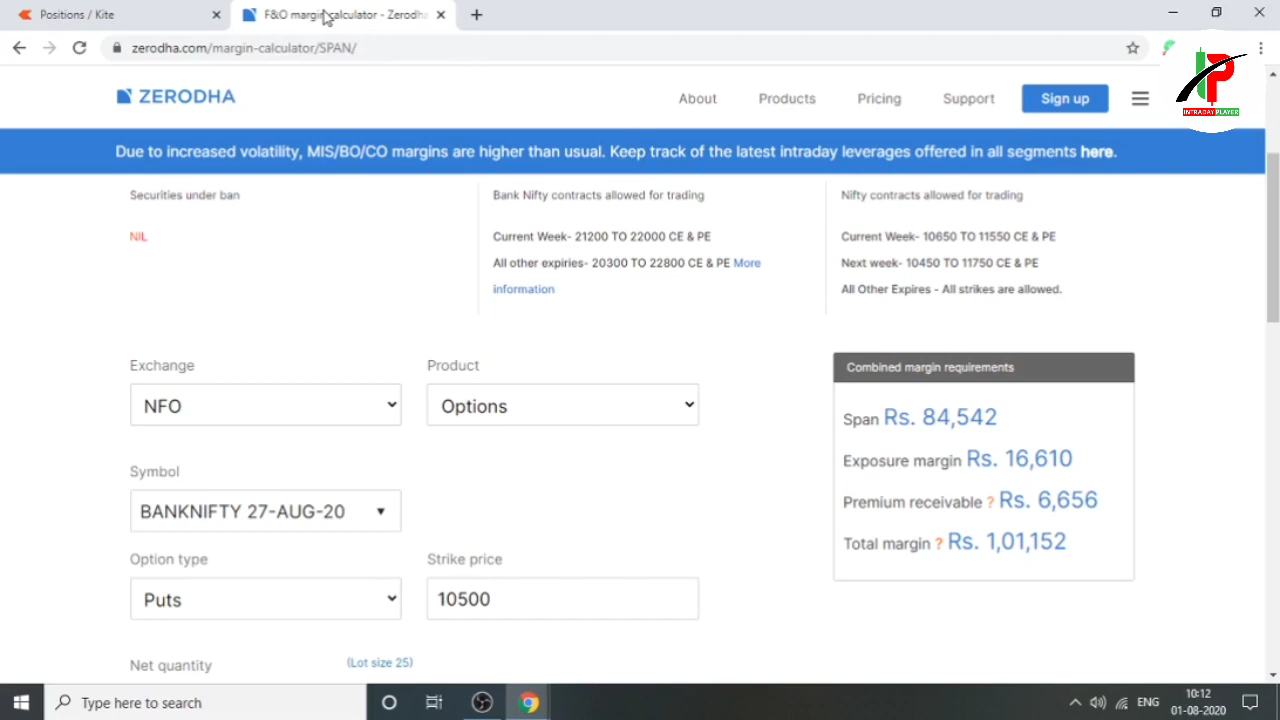 Positions / Kite
F&O margin calculator - Zerodha
zerodha.com/margin-calculator/SPAN/
IP
INTRADAY PLAYER
ZERODHA
About
Products
Pricing
Support
Sign up
Due to increased volatility, MIS/BO/CO margins are higher than usual. Keep track of the latest intraday leverages offered in all segments here.
Securities under ban
NIL
Bank Nifty contracts allowed for trading
Current Week- 21200 TO 22000 CE & PE
All other expiries- 20300 TO 22800 CE & PE More
information
Nifty contracts allowed for trading
Current Week- 10650 TO 11550 CE & PE
Next week- 10450 TO 11750 CE & PE
All Other Expires - All strikes are allowed.
Exchange
NFO
Product
Options
Symbol
BANKNIFTY 27-AUG-20
Option type
Puts
Strike price
10500
Net quantity
(Lot size 25)
Combined margin requirements
Span Rs. 84,542
Exposure margin Rs. 16,610
Premium receivable ? Rs. 6,656
Total margin ? Rs. 1,01,152
Type here to search
ENG
10:12
01-08-2020